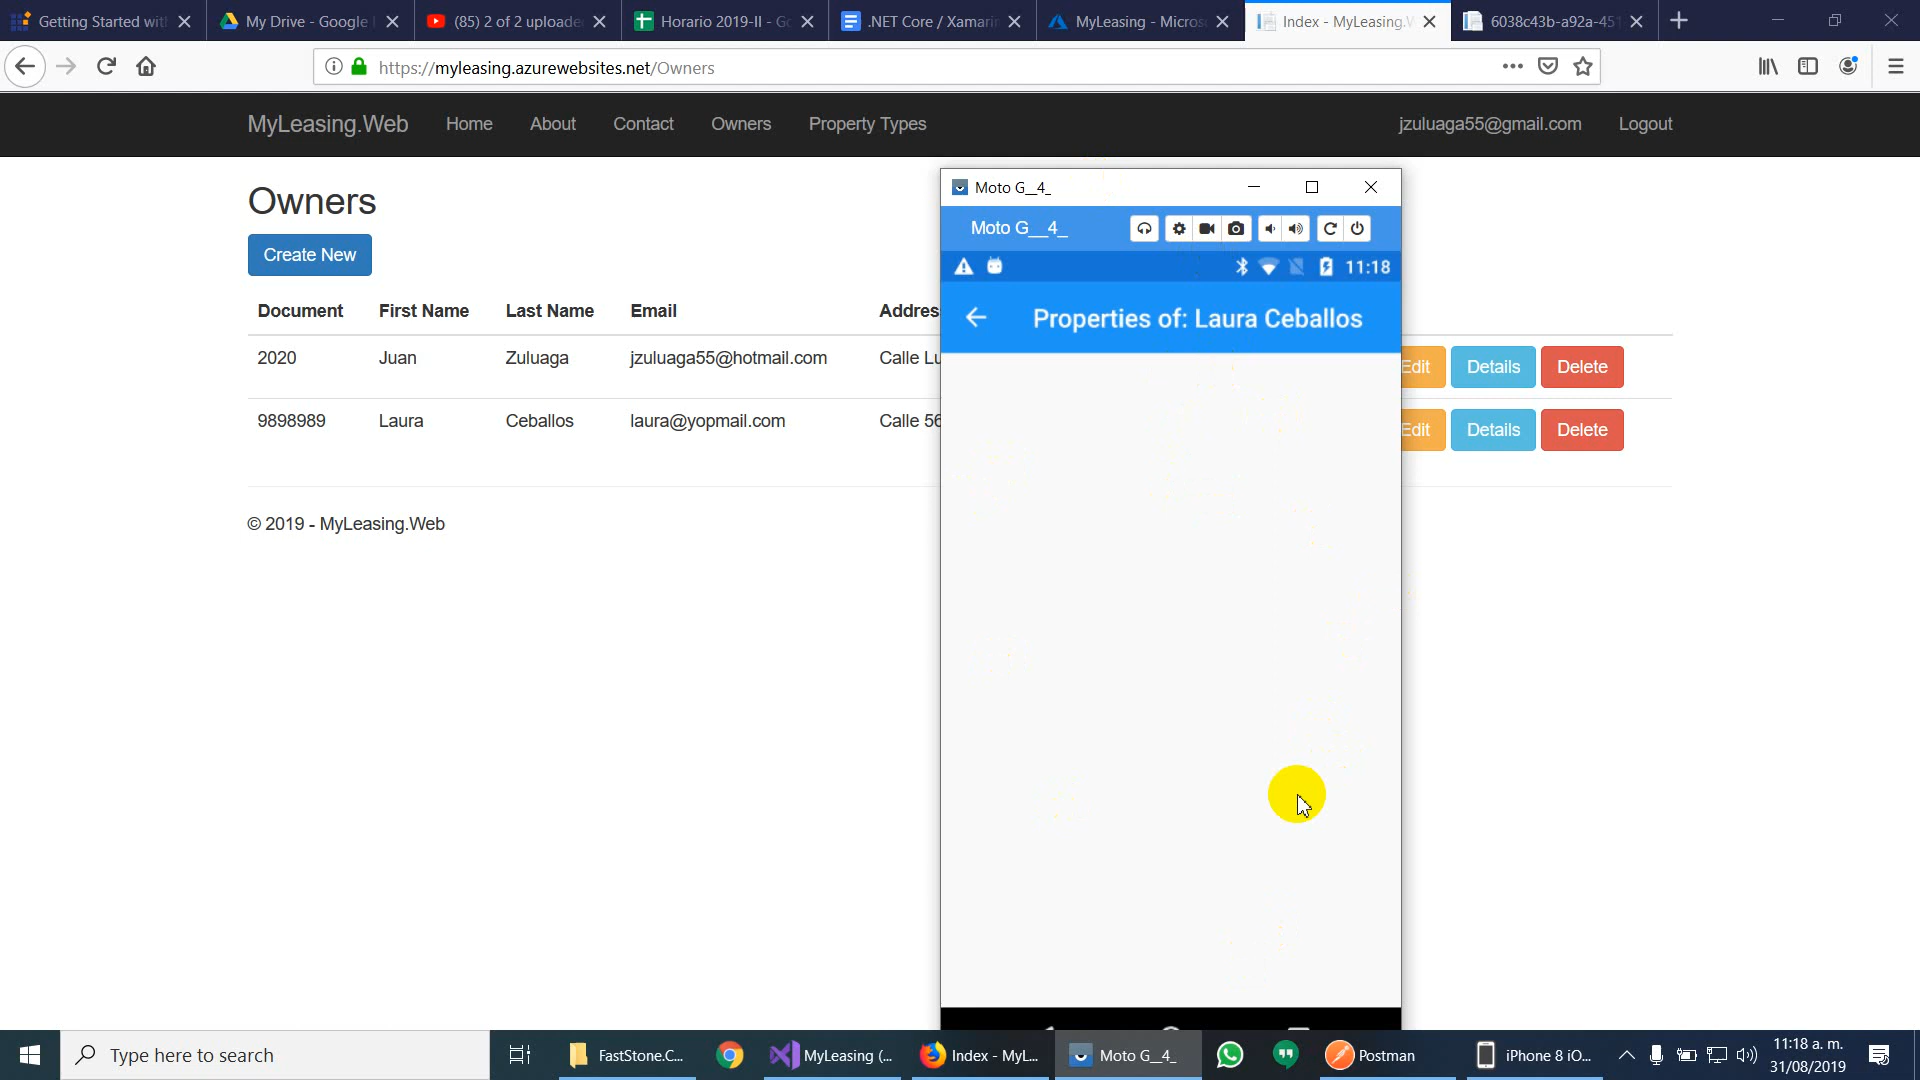 Getting Started wit
My Drive - Google
(85) 2 of 2 uploade
Horario 2019-II - Go
.NET Core / Xamarin
MyLeasing - Micros
Index - MyLeasing.W
6038c43b-a92a-451
https://myleasing.azurewebsites.net/Owners
MyLeasing.Web
Home
About
Contact
Owners
Property Types
jzuluaga55@gmail.com
Logout
Owners
Create New
Document First Name Last Name Email Addres
2020 Juan Zuluaga jzuluaga55@hotmail.com Calle Lu
Edit Details Delete
9898989 Laura Ceballos laura@yopmail.com Calle 56
Edit Details Delete
© 2019 - MyLeasing.Web
Moto G__4_
Moto G__4_
11:18
Properties of: Laura Ceballos
Type here to search
FastStone.C...
MyLeasing (...
Index - MyL...
Moto G__4_
Postman
iPhone 8 iO...
11:18 a. m.
31/08/2019